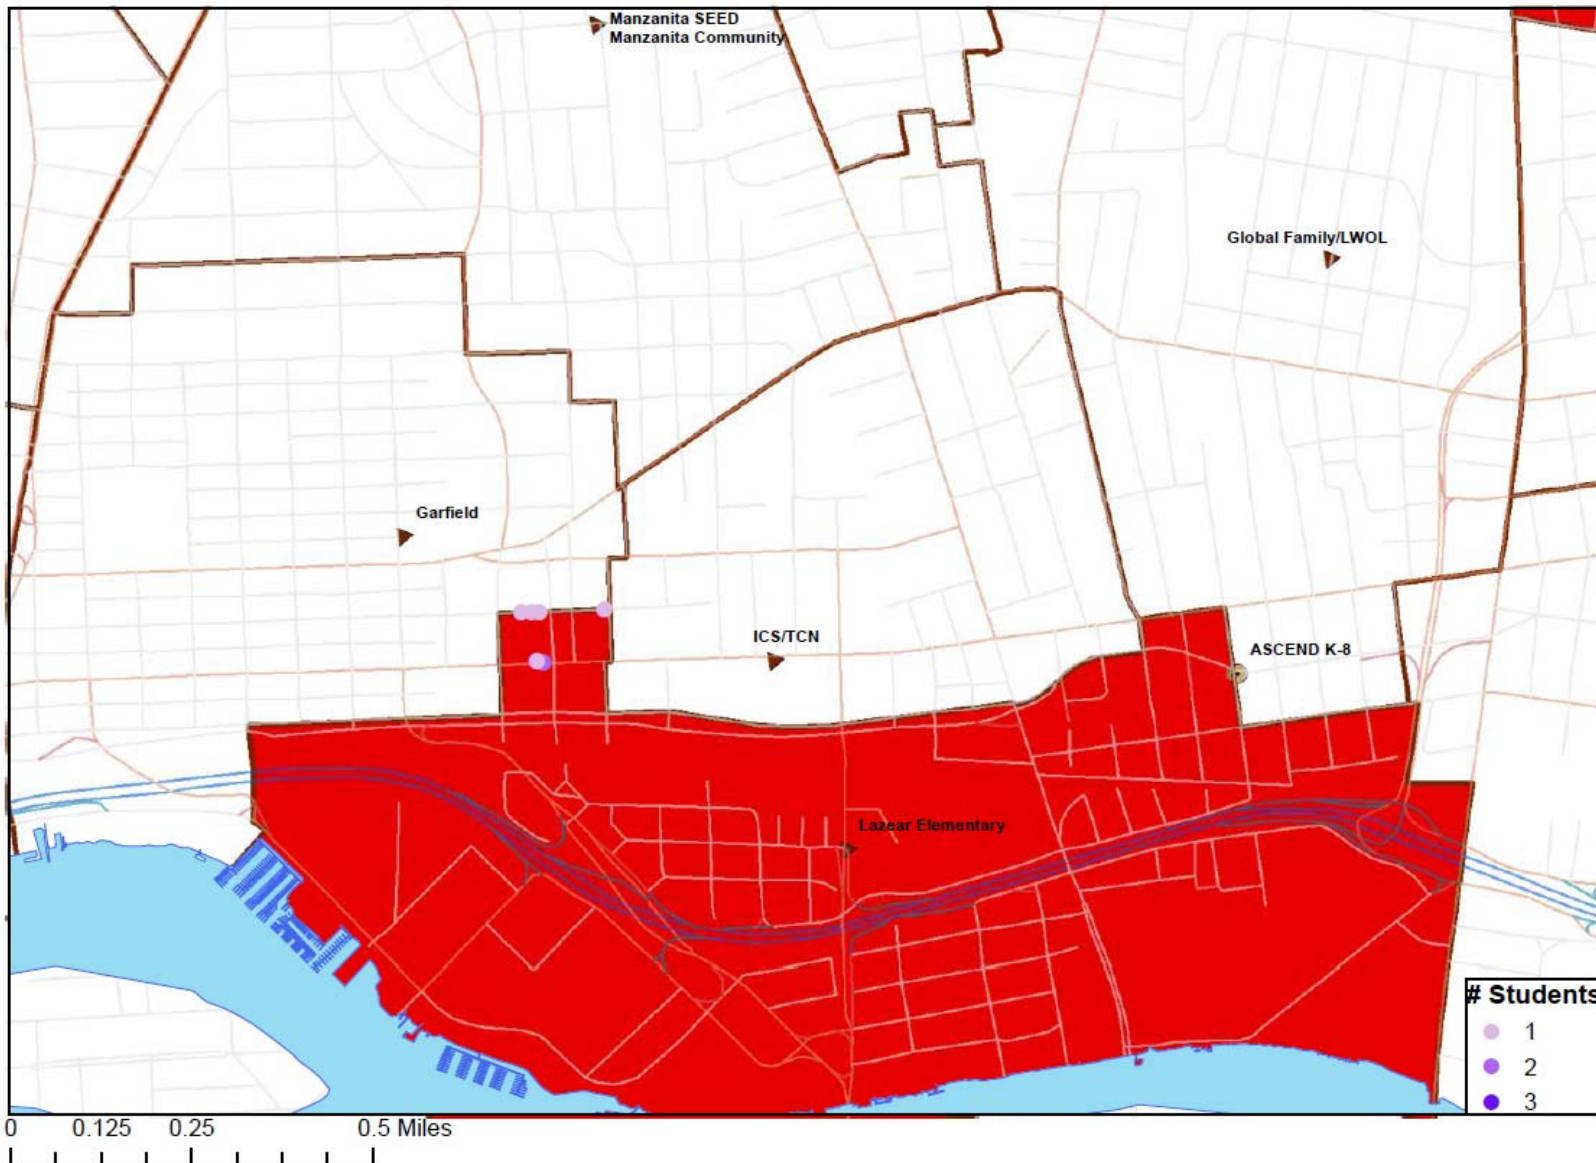 Manzanita SEED
Manzanita Community
Global Family/LWOL
Garfield
ICS/TCN
ASCEND K-8
Lazear Elementary
# Students
1
2
3
0 0.125 0.25 0.5 Miles